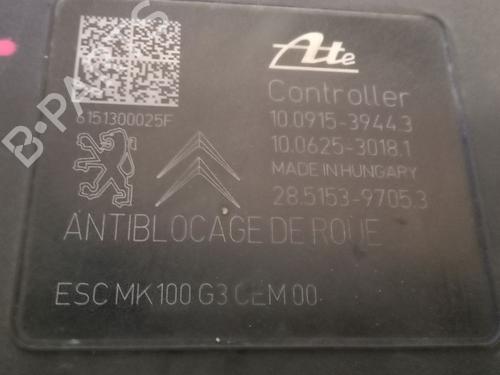 Ate
Controller
6151300025F
10.0915-3944.3
10.0625-3018.1
MADE IN HUNGARY
28.5153-9705.3
ANTIBLOCAGE DE ROUE
ESC MK100 G3 CEM 00
B-PARTS